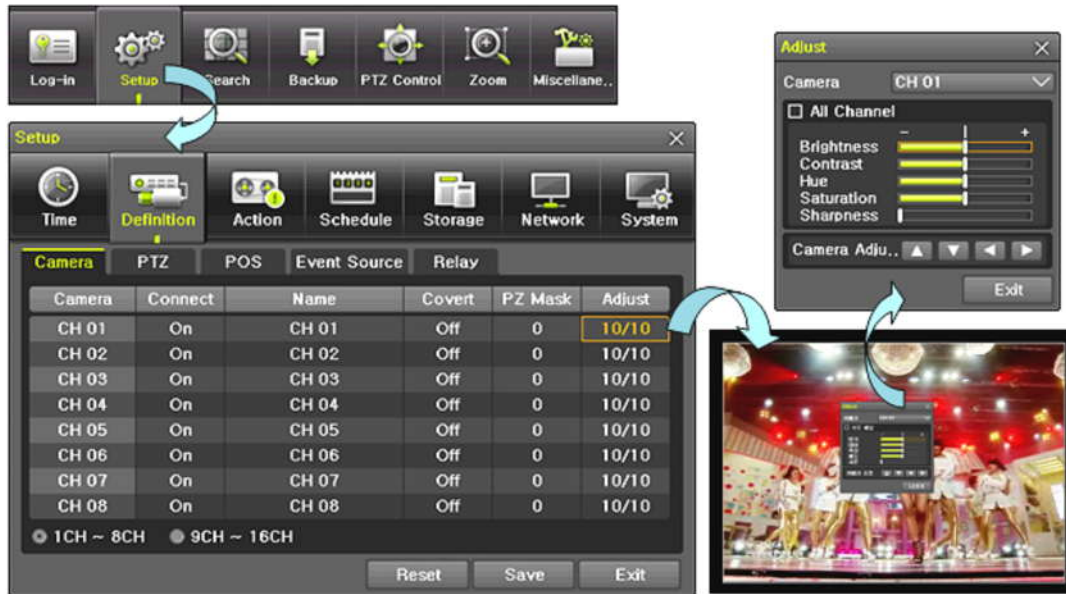 Log-in Setup Search Backup PTZ Control Zoom Miscellane..
Setup
Time Definition Action Schedule Storage Network System
Camera PTZ POS Event Source Relay
Camera Connect Name Covert PZ Mask Adjust
CH 01 On CH 01 Off 0 10/10
CH 02 On CH 02 Off 0 10/10
CH 03 On CH 03 Off 0 10/10
CH 04 On CH 04 Off 0 10/10
CH 05 On CH 05 Off 0 10/10
CH 06 On CH 06 Off 0 10/10
CH 07 On CH 07 Off 0 10/10
CH 08 On CH 08 Off 0 10/10
1CH ~ 8CH 9CH ~ 16CH
Reset Save Exit
Adjust
Camera CH 01
All Channel
- +
Brightness
Contrast
Hue
Saturation
Sharpness
Camera Adju..
Exit